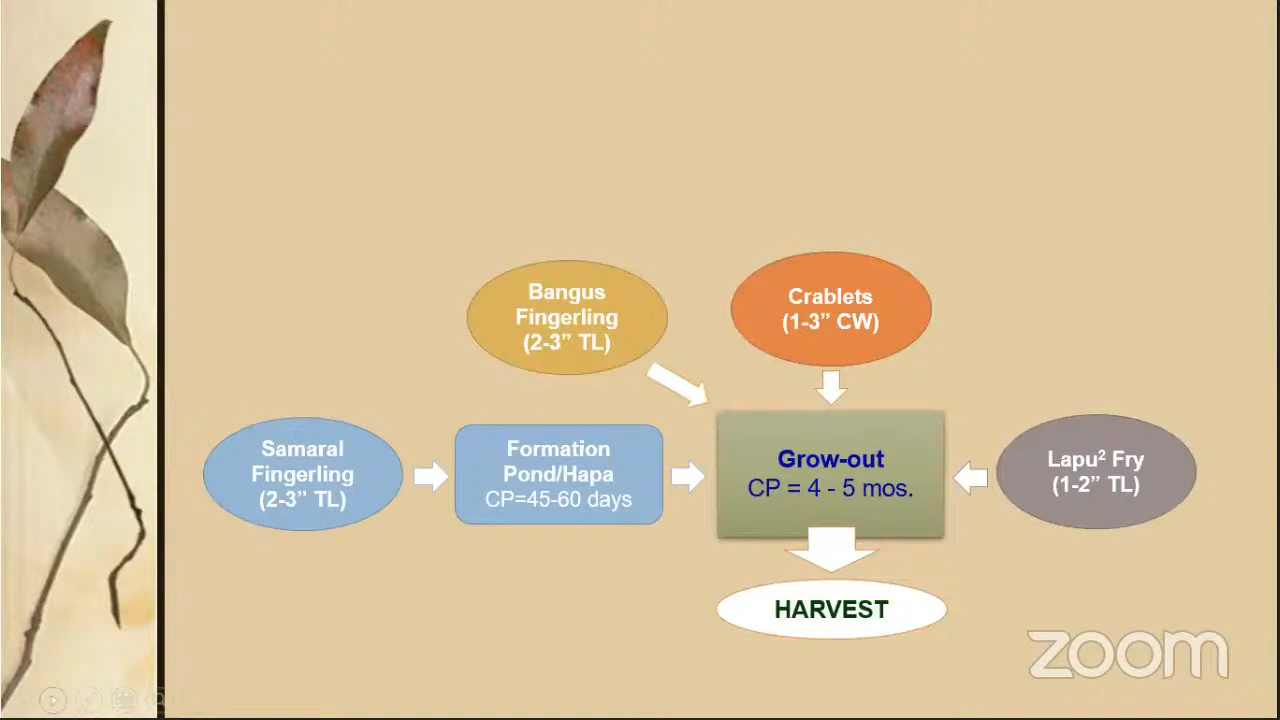 Bangus
Fingerling
(2-3” TL)
Crablets
(1-3” CW)
Samaral
Fingerling
(2-3” TL)
Formation
Pond/Hapa
CP=45-60 days
Grow-out
CP = 4 - 5 mos.
Lapu² Fry
(1-2” TL)
HARVEST
zoom